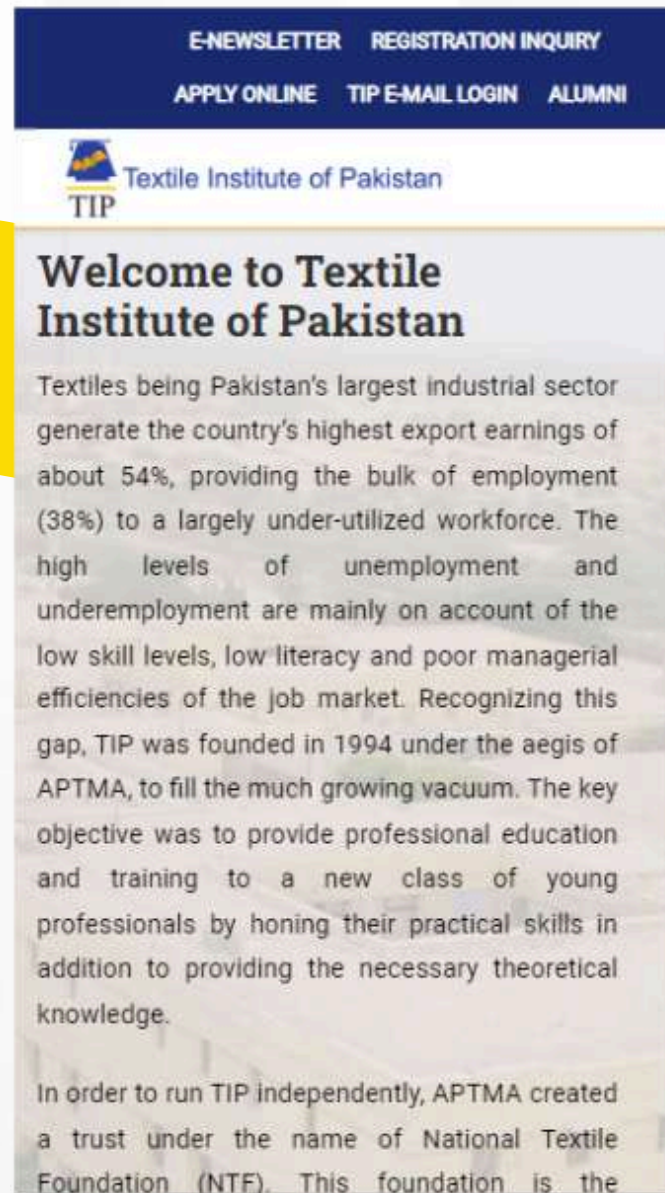 E-NEWSLETTER REGISTRATION INQUIRY
APPLY ONLINE TIP E-MAIL LOGIN ALUMNI
Textile Institute of Pakistan
TIP
Welcome to Textile
Institute of Pakistan
Textiles being Pakistan's largest industrial sector
generate the country's highest export earnings of
about 54%, providing the bulk of employment
(38%) to a largely under-utilized workforce. The
high levels of unemployment and
underemployment are mainly on account of the
low skill levels, low literacy and poor managerial
efficiencies of the job market. Recognizing this
gap, TIP was founded in 1994 under the aegis of
APTMA, to fill the much growing vacuum. The key
objective was to provide professional education
and training to a new class of young
professionals by honing their practical skills in
addition to providing the necessary theoretical
knowledge.
In order to run TIP independently, APTMA created
a trust under the name of National Textile
Foundation (NTF). This foundation is the